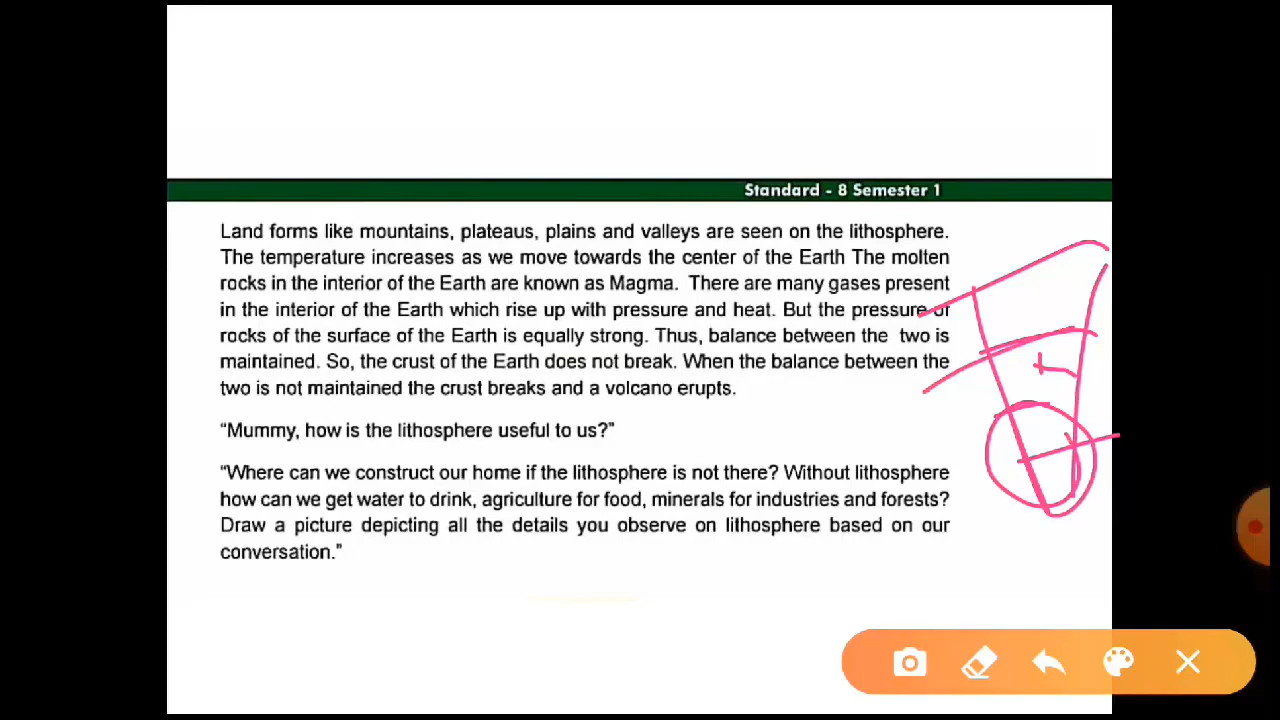 Standard - 8 Semester 1
Land forms like mountains, plateaus, plains and valleys are seen on the lithosphere.
The temperature increases as we move towards the center of the Earth The molten
rocks in the interior of the Earth are known as Magma. There are many gases present
in the interior of the Earth which rise up with pressure and heat. But the pressure of
rocks of the surface of the Earth is equally strong. Thus, balance between the two is
maintained. So, the crust of the Earth does not break. When the balance between the
two is not maintained the crust breaks and a volcano erupts.
“Mummy, how is the lithosphere useful to us?”
“Where can we construct our home if the lithosphere is not there? Without lithosphere
how can we get water to drink, agriculture for food, minerals for industries and forests?
Draw a picture depicting all the details you observe on lithosphere based on our
conversation.”